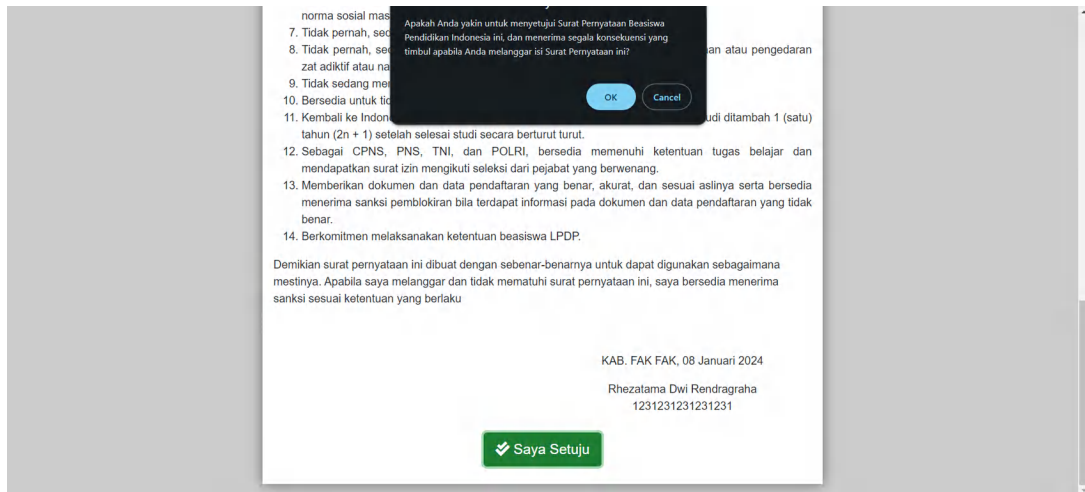 norma sosial mas
Apakah Anda yakin untuk menyetujui Surat Pernyataan Beasiswa
Pendidikan Indonesia ini, dan menerima segala konsekuensi yang
timbul apabila Anda melanggar isi Surat Pernyataan ini?
OK
Cancel
7. Tidak pernah, sed
8. Tidak pernah, sed an atau pengedaran
zat adiktif atau na
9. Tidak sedang mer
10. Bersedia untuk tid
11. Kembali ke Indon udi ditambah 1 (satu)
tahun (2n + 1) setelah selesai studi secara berturut turut.
12. Sebagai CPNS, PNS, TNI, dan POLRI, bersedia memenuhi ketentuan tugas belajar dan
mendapatkan surat izin mengikuti seleksi dari pejabat yang berwenang.
13. Memberikan dokumen dan data pendaftaran yang benar, akurat, dan sesuai aslinya serta bersedia
menerima sanksi pemblokiran bila terdapat informasi pada dokumen dan data pendaftaran yang tidak
benar.
14. Berkomitmen melaksanakan ketentuan beasiswa LPDP.
Demikian surat pernyataan ini dibuat dengan sebenar-benarnya untuk dapat digunakan sebagaimana
mestinya. Apabila saya melanggar dan tidak mematuhi surat pernyataan ini, saya bersedia menerima
sanksi sesuai ketentuan yang berlaku
KAB. FAK FAK, 08 Januari 2024
Rhezatama Dwi Rendragraha
1231231231231231
Saya Setuju